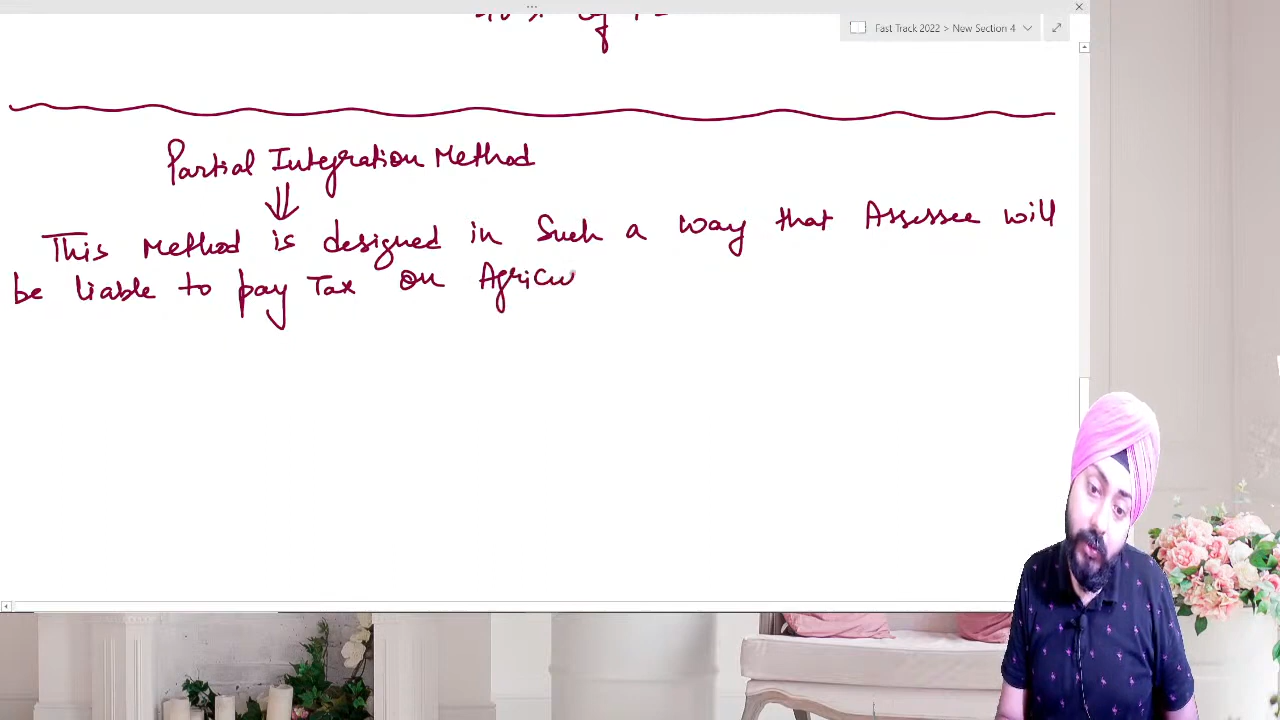 Fast Track 2022 > New Section 4
Partial Integration Method
This Method is designed in Such a way that Assessee will
be liable to pay Tax on Agricu